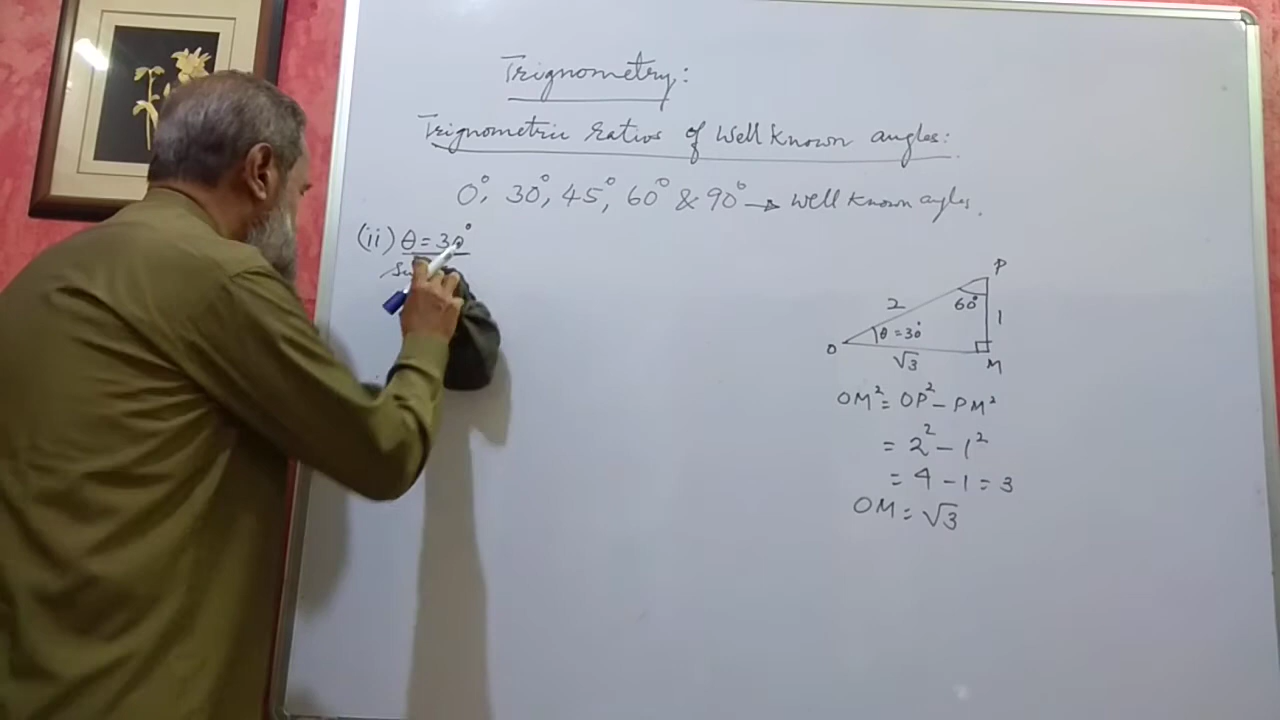 Trignometry:
Trignometric Ratios of Well Known angles:
0°, 30°, 45°, 60° & 90° → Well Known angles.
(ii) θ = 30°
P
2
60°
1
θ = 30°
O
√3
M
OM² = OP² - PM²
= 2² - 1²
= 4 - 1 = 3
OM = √3